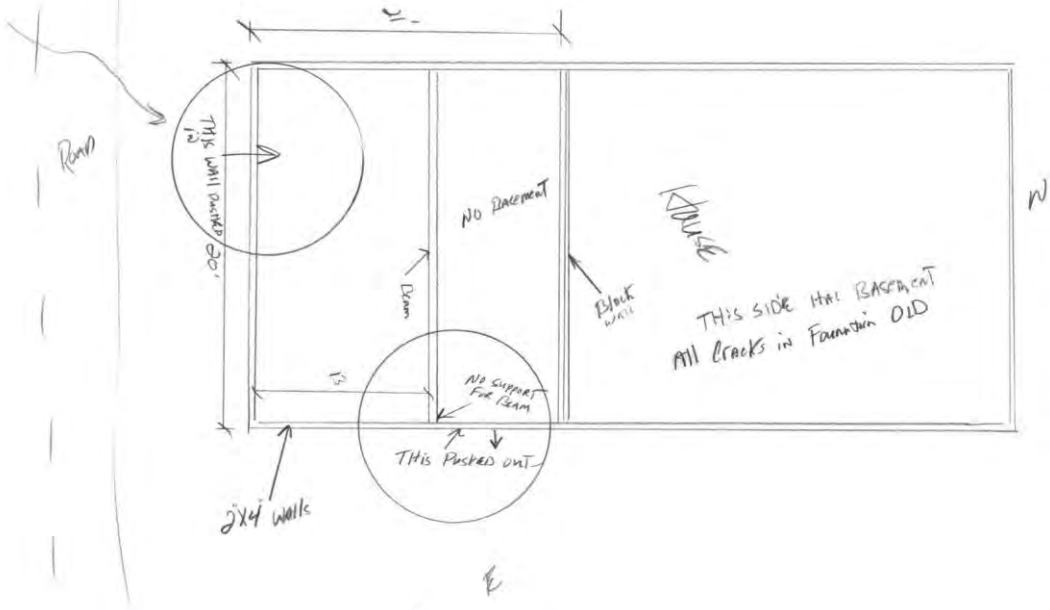 ROAD
THIS WALL PUSHED
IN
20'
NO BASEMENT
Beam
HOUSE
Block
WALL
N
THIS SIDE HAS BASEMENT
All CRACKS in Foundation OLD
13
NO SUPPORT
FOR BEAM
THIS PUSHED OUT
2"X4" walls
E